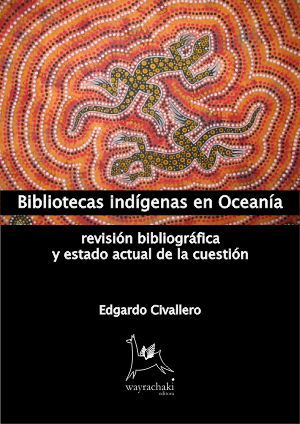 Bibliotecas indígenas en Oceanía
revisión bibliográfica
y estado actual de la cuestión
Edgardo Civallero
wayrachaki
editora